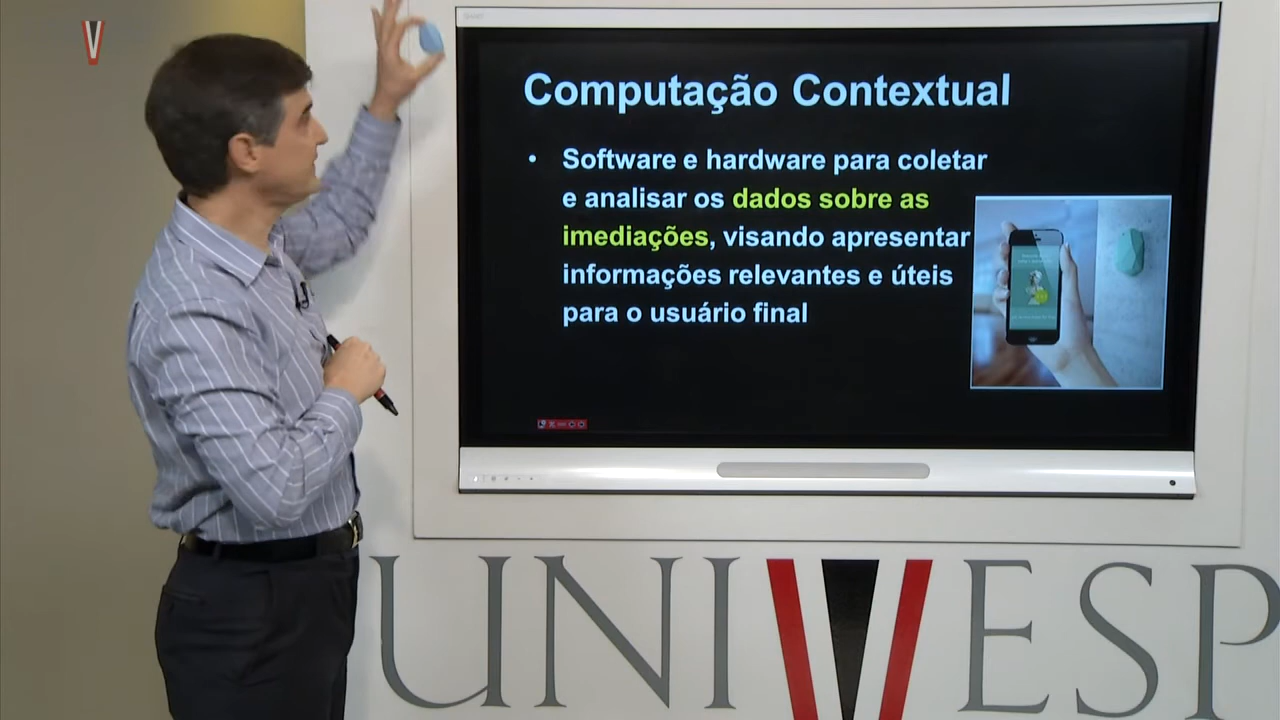 Computação Contextual
• Software e hardware para coletar
e analisar os dados sobre as
imediações, visando apresentar
informações relevantes e úteis
para o usuário final
UNIVESP